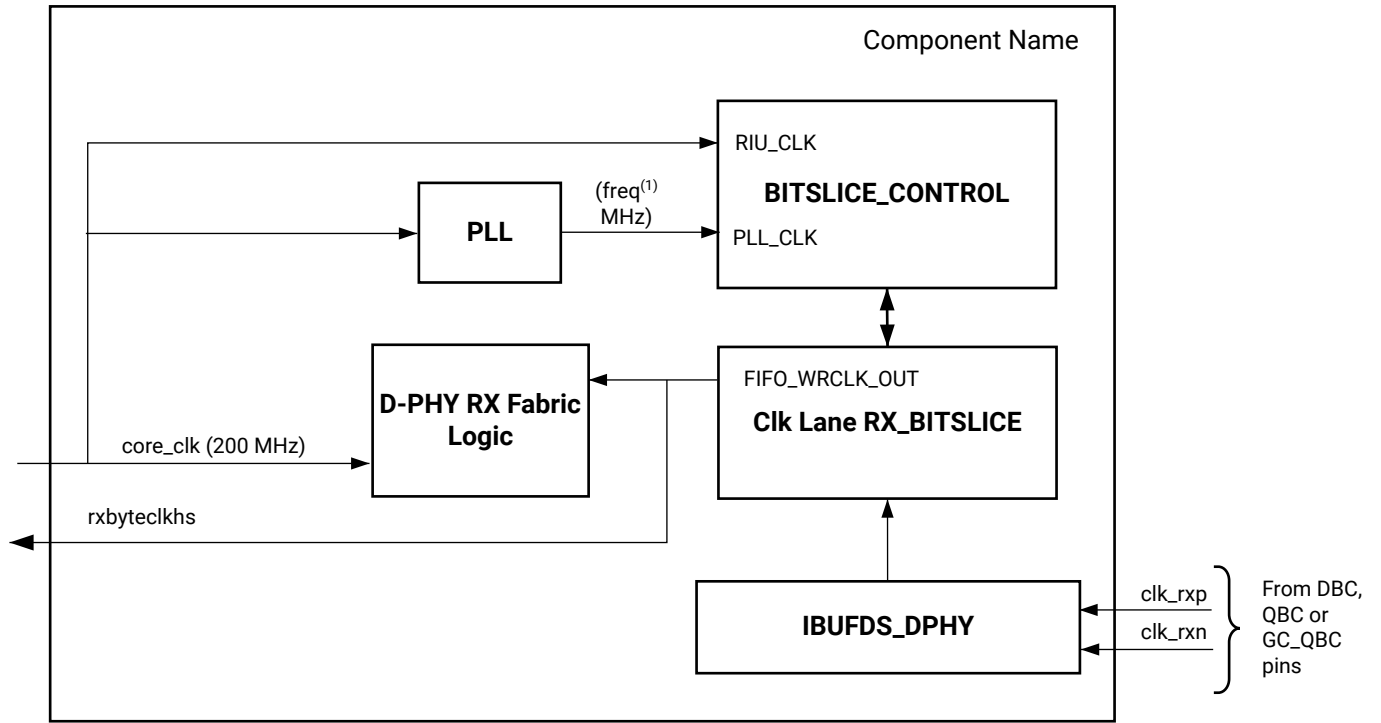 Component Name
RIU_CLK
BITSLICE_CONTROL
(freq(1)
MHz)
PLL
PLL_CLK
D-PHY RX Fabric
Logic
FIFO_WRCLK_OUT
Clk Lane RX_BITSLICE
core_clk (200 MHz)
rxbyteclkhs
IBUFDS_DPHY
clk_rxp
clk_rxn
From DBC,
QBC or
GC_QBC
pins